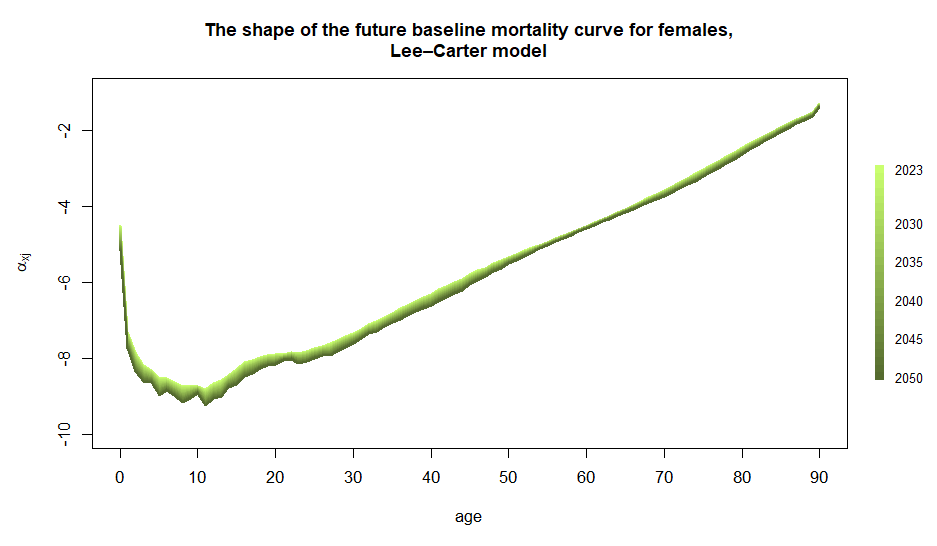 The shape of the future baseline mortality curve for females,
Lee–Carter model
-2
-4
-6
-8
-10
αxj
0 10 20 30 40 50 60 70 80 90
age
2023
2030
2035
2040
2045
2050